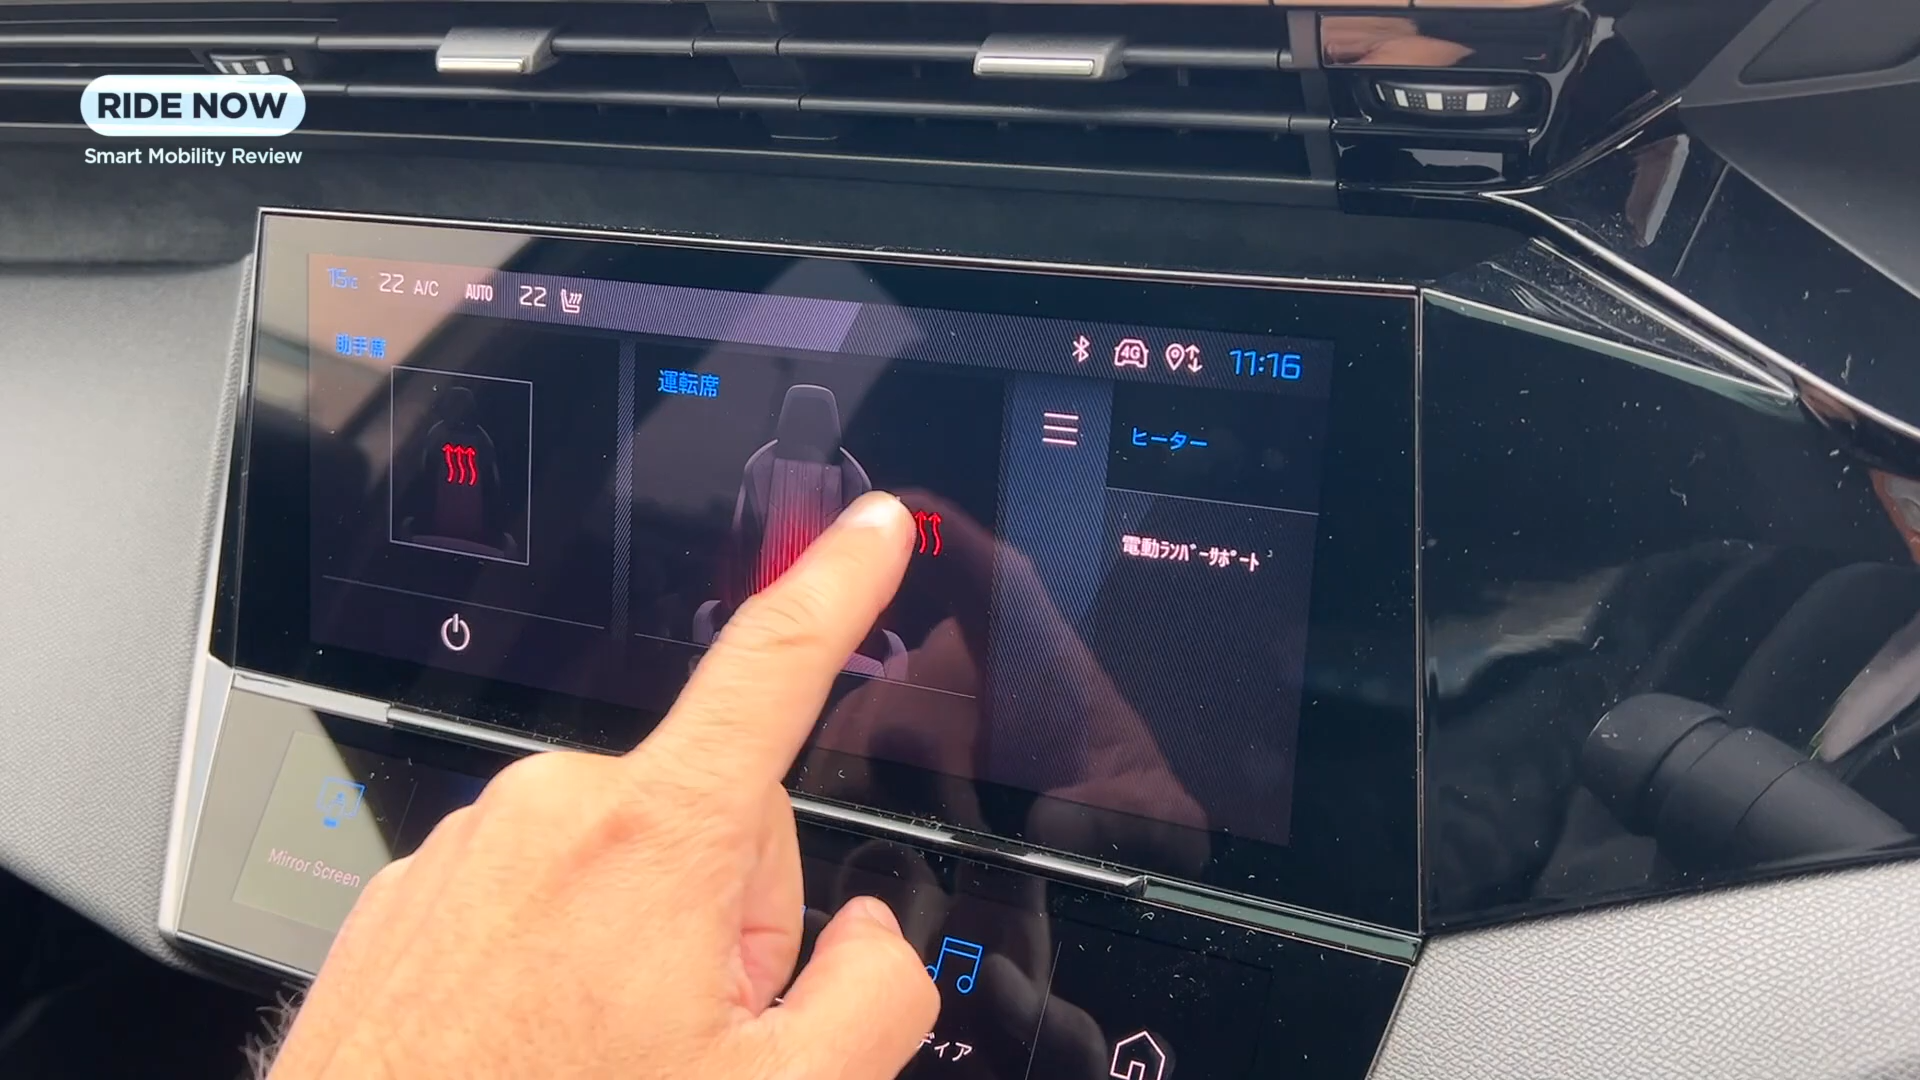 RIDE NOW
Smart Mobility Review
15°C 22 A/C AUTO 22
4G 11:16
助手席
運転席
ヒーター
電動ランバーサポート
Mirror Screen
ディア